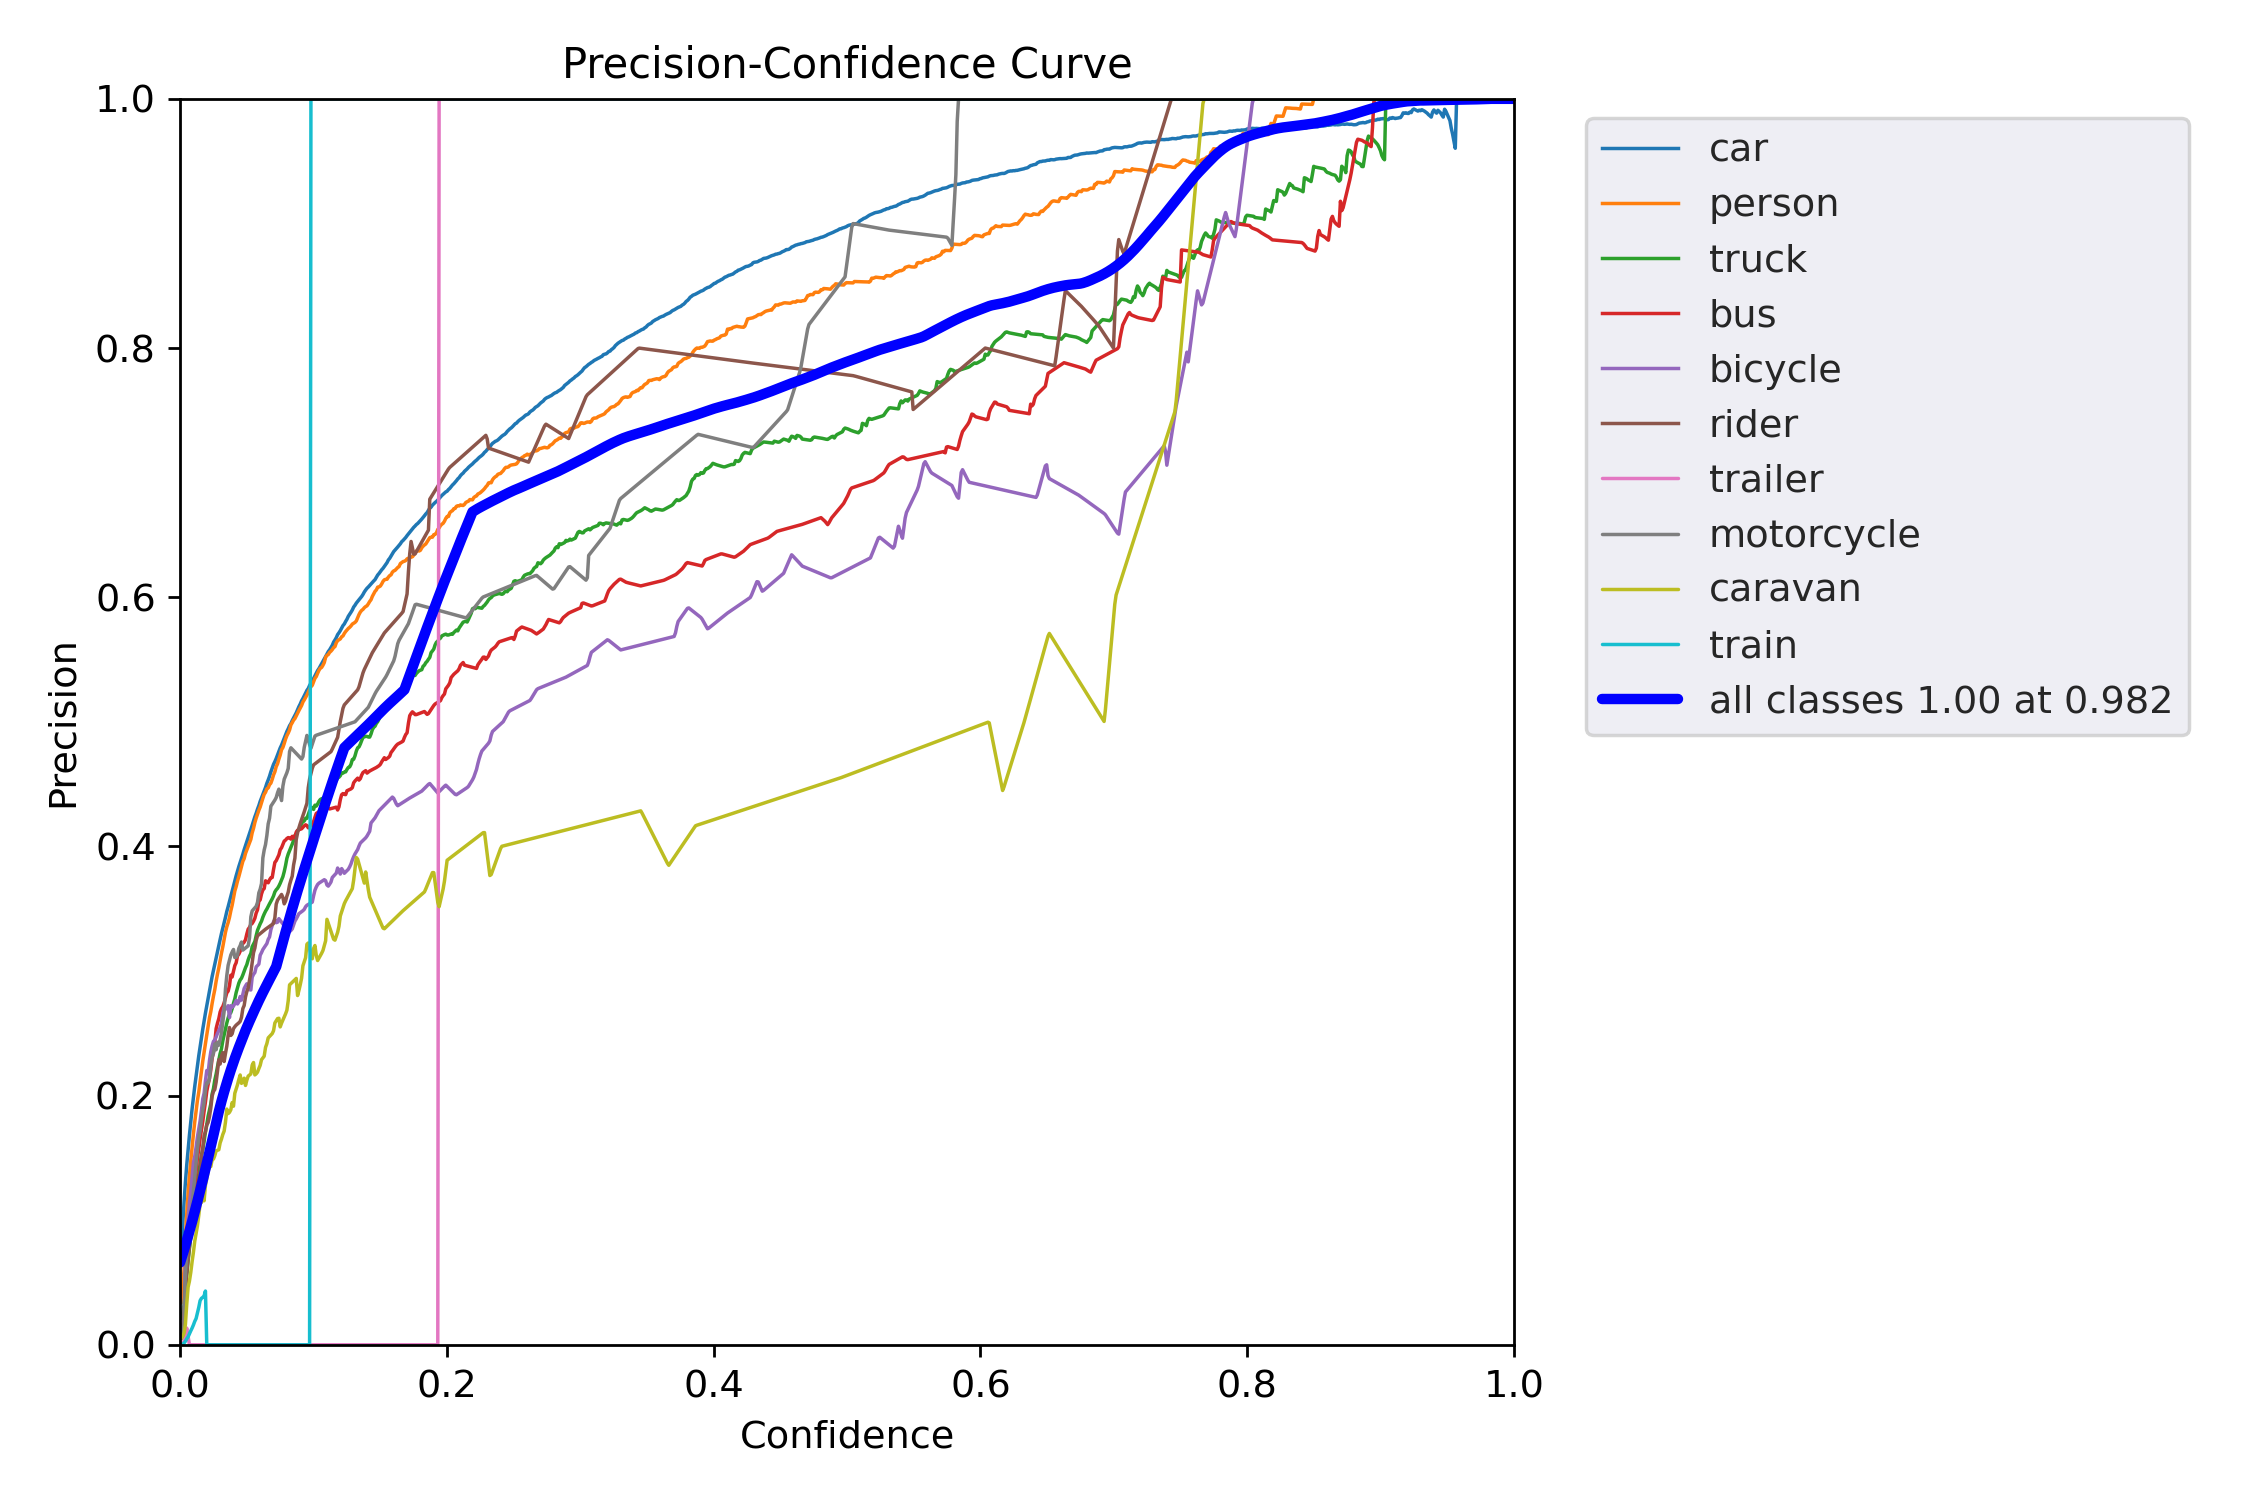 Precision-Confidence Curve
1.0
0.8
0.6
0.4
0.2
0.0
Precision
0.0 0.2 0.4 0.6 0.8 1.0
Confidence
car
person
truck
bus
bicycle
rider
trailer
motorcycle
caravan
train
all classes 1.00 at 0.982